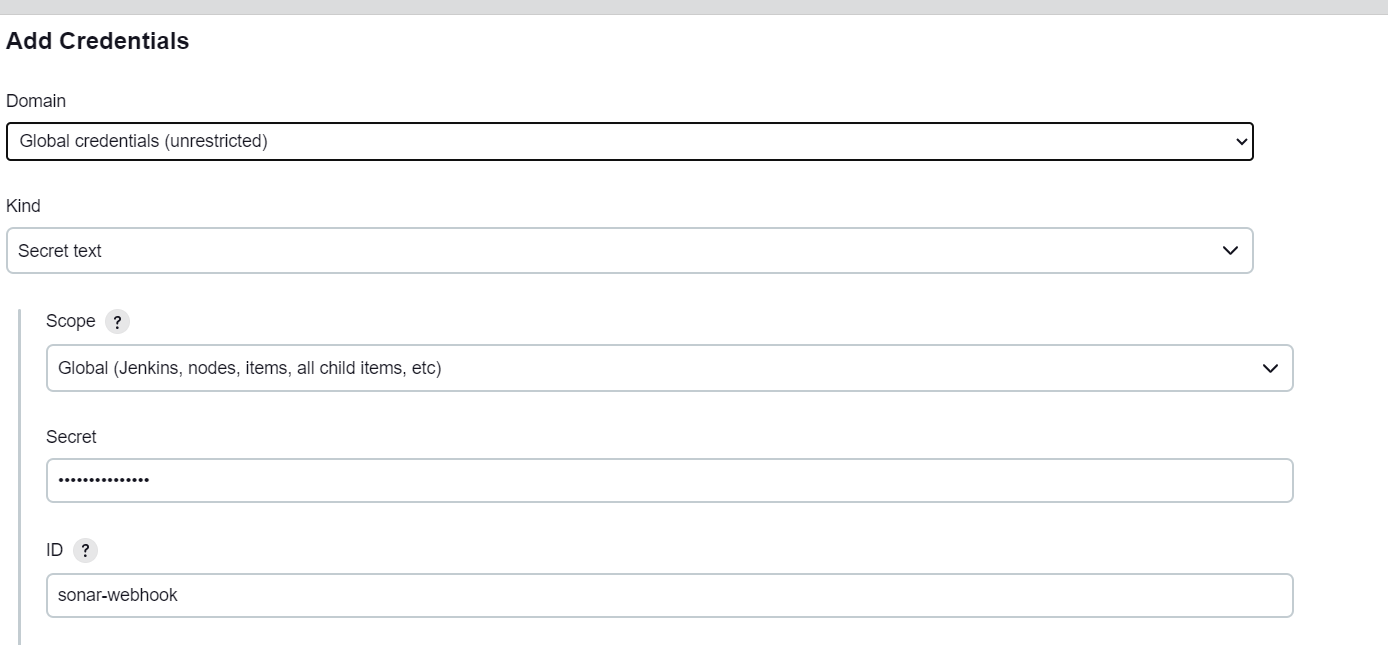 Add Credentials
Domain
Global credentials (unrestricted)
Kind
Secret text
Scope ?
Global (Jenkins, nodes, items, all child items, etc)
Secret
•••••••••••••••
ID ?
sonar-webhook